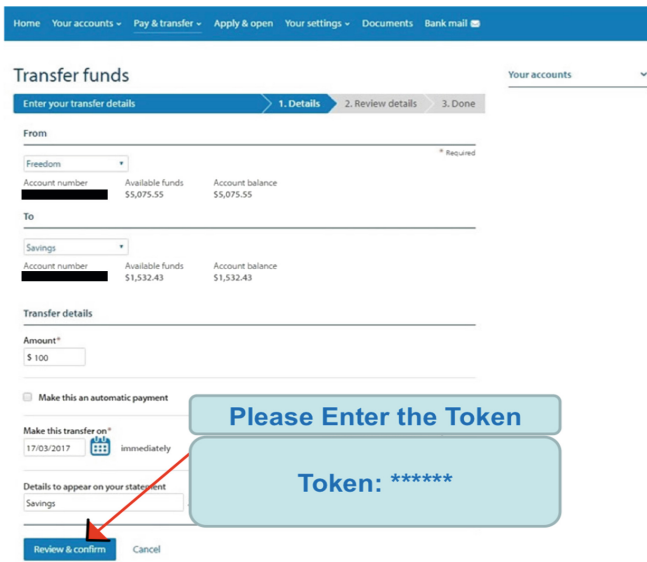 Home Your accounts Pay & transfer Apply & open Your settings Documents Bank mail
Transfer funds
Your accounts
Enter your transfer details 1. Details 2. Review details 3. Done
From
* Required
Freedom
Account number Available funds Account balance
$5,075.55 $5,075.55
To
Savings
Account number Available funds Account balance
$1,532.43 $1,532.43
Transfer details
Amount*
$ 100
Make this an automatic payment
Please Enter the Token
Make this transfer on*
17/03/2017 immediately
Token: ******
Details to appear on your statement
Savings
Review & confirm Cancel